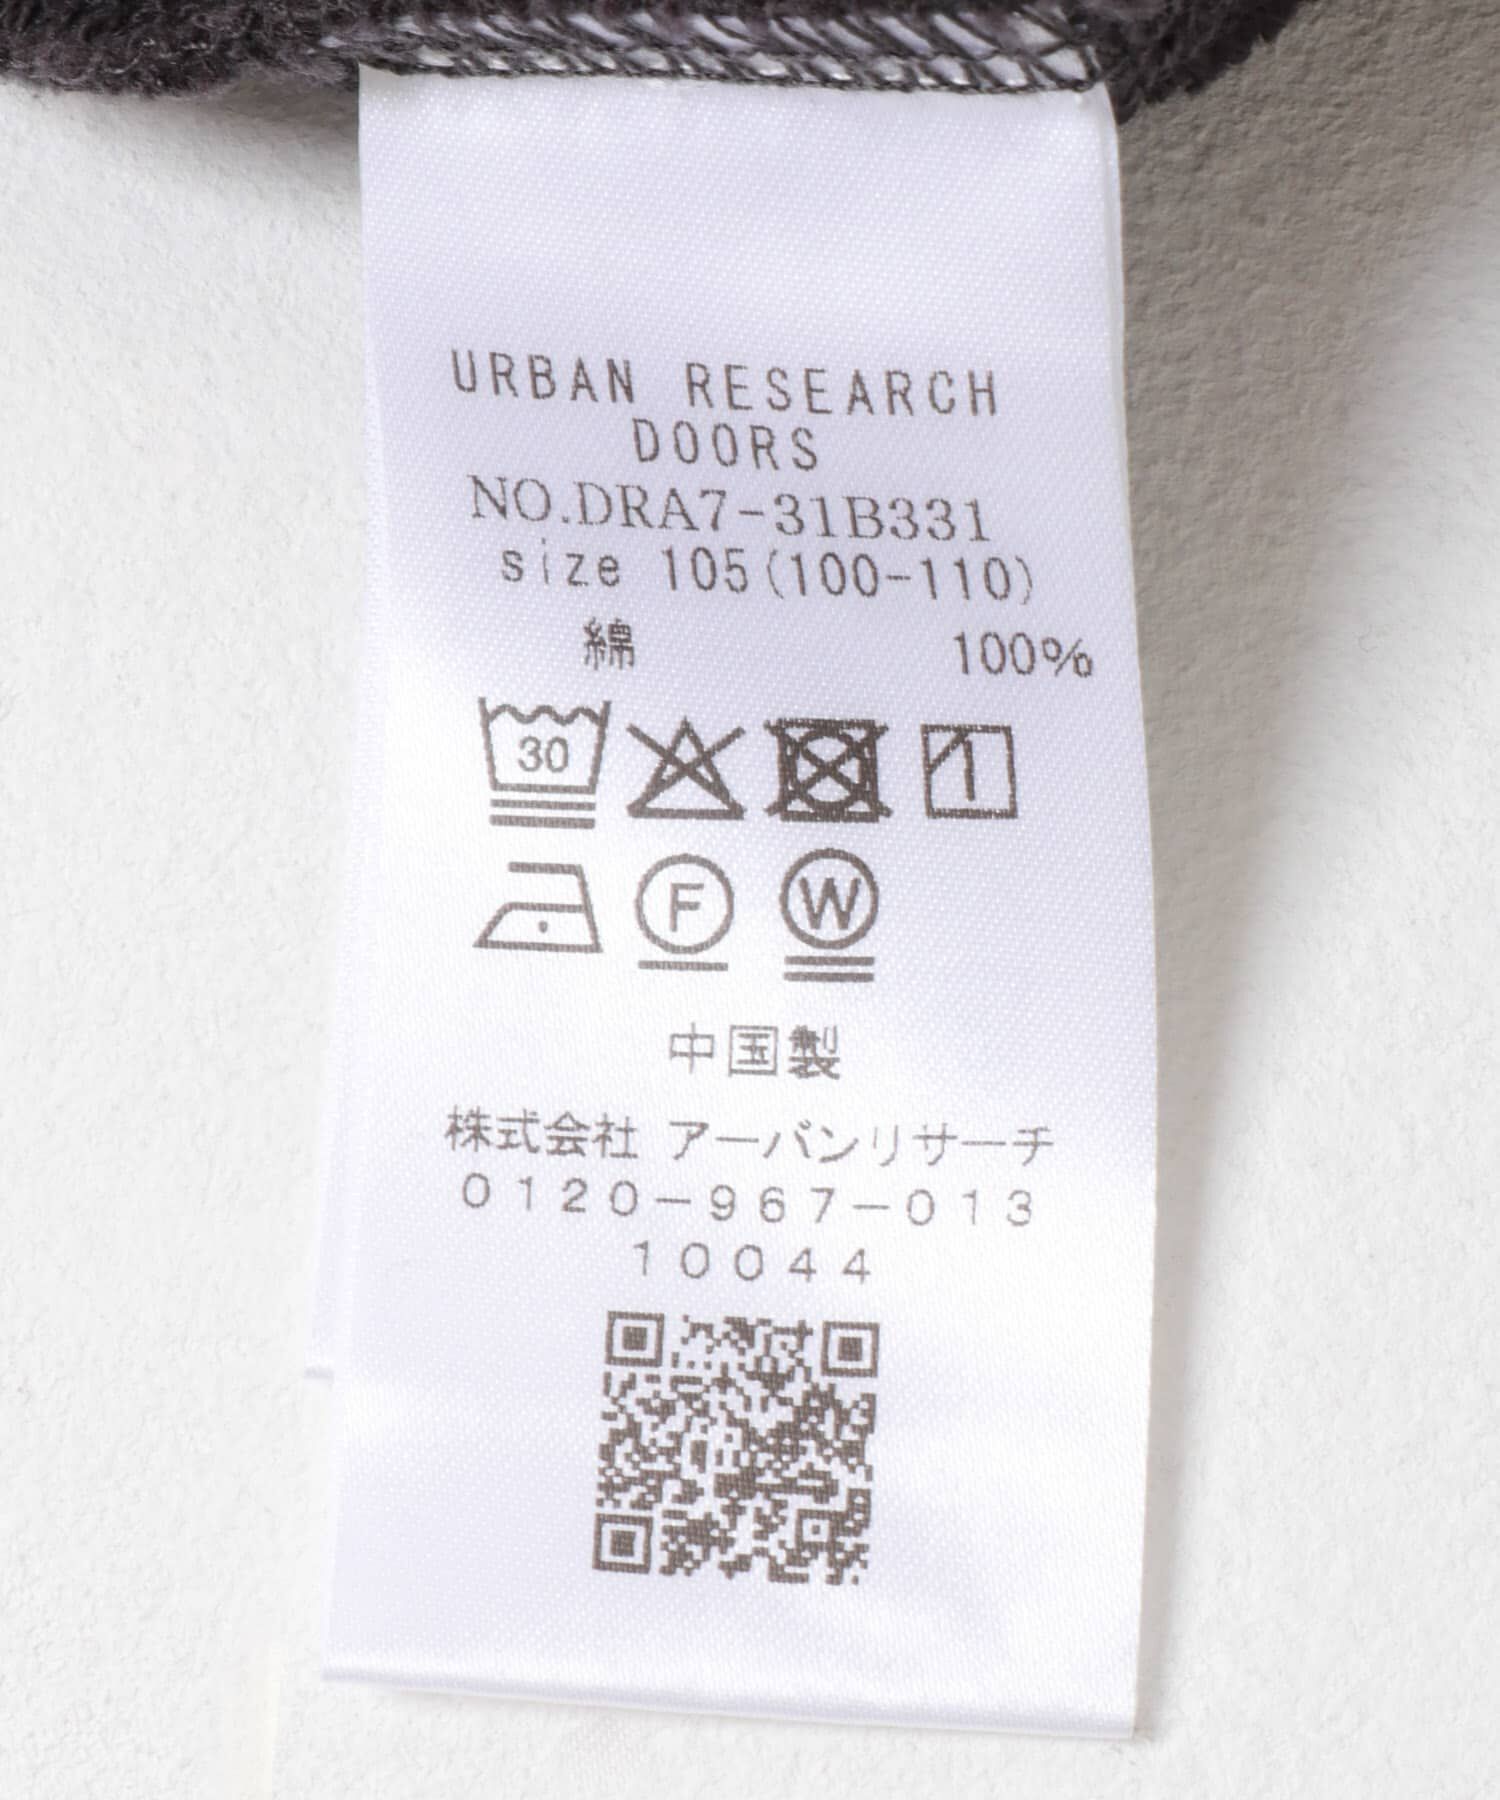 URBAN RESEARCH
DOORS
NO.DRA7-31B331
size 105(100-110)
綿 100%
30
F W
中国製
株式会社 アーバンリサーチ
0120-967-013
10044